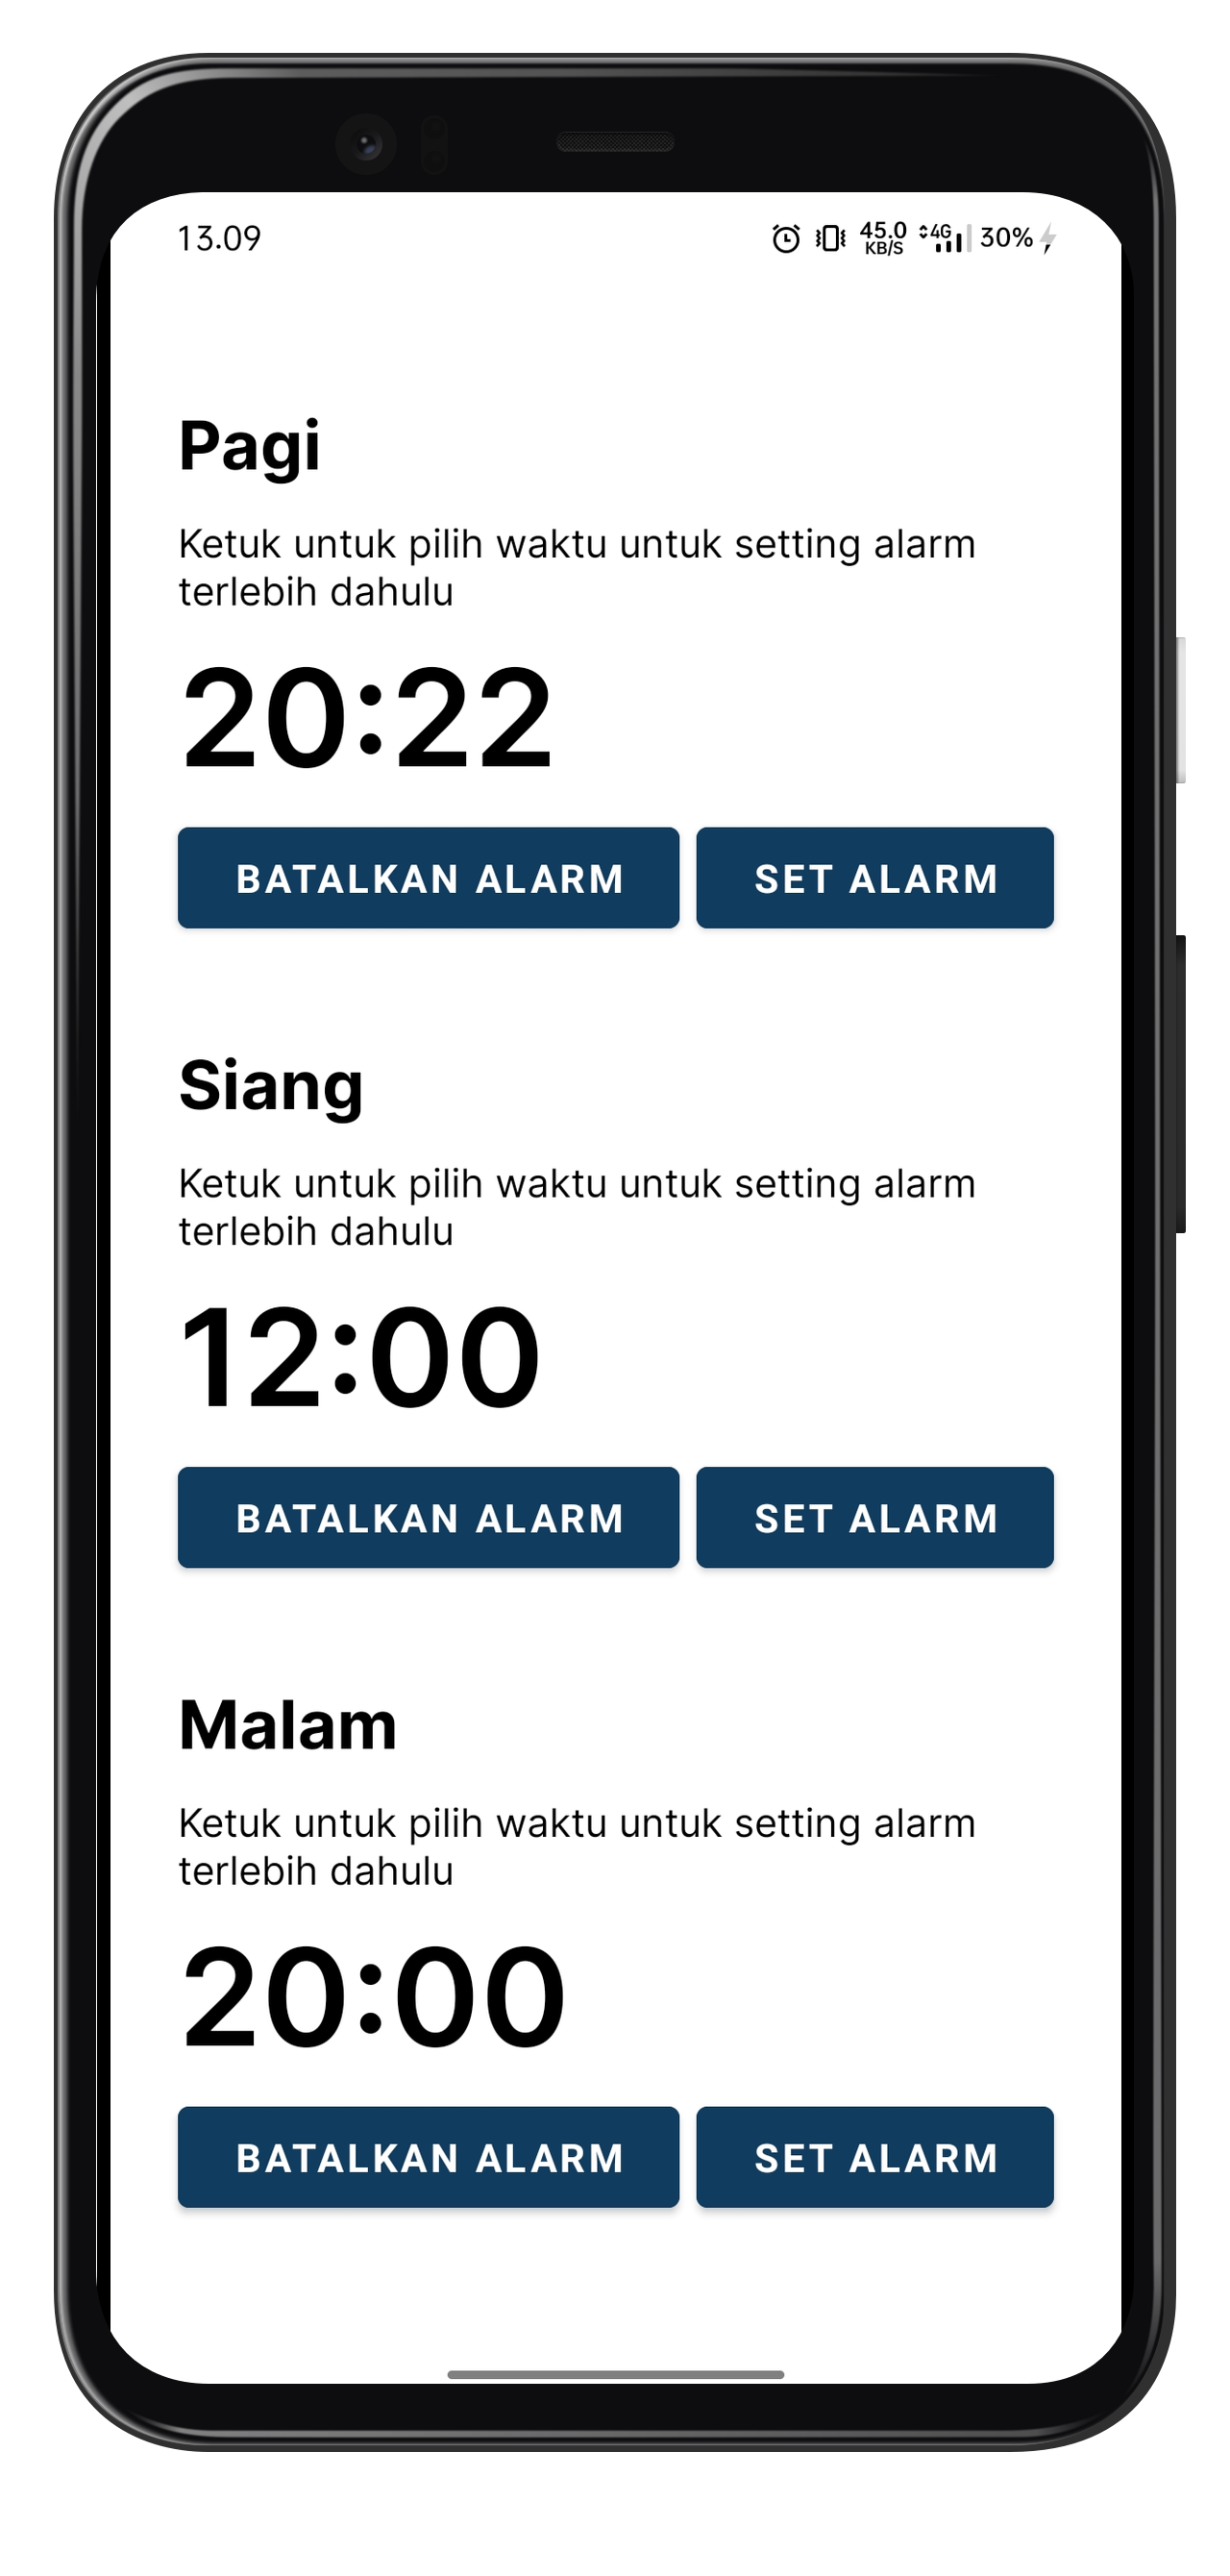 13.09
45.0
KB/S
4G
30%
Pagi
Ketuk untuk pilih waktu untuk setting alarm
terlebih dahulu
20:22
BATALKAN ALARM
SET ALARM
Siang
Ketuk untuk pilih waktu untuk setting alarm
terlebih dahulu
12:00
BATALKAN ALARM
SET ALARM
Malam
Ketuk untuk pilih waktu untuk setting alarm
terlebih dahulu
20:00
BATALKAN ALARM
SET ALARM